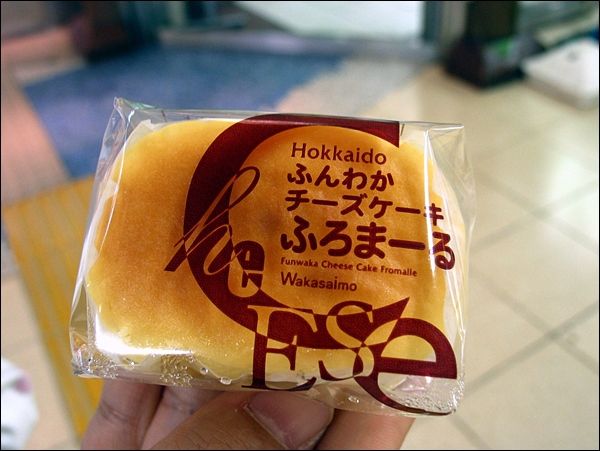 CheESe
Hokkaido
ふんわか
チーズケーキ
ふろまーる
Funwaka Cheese Cake Fromalle
Wakasaimo